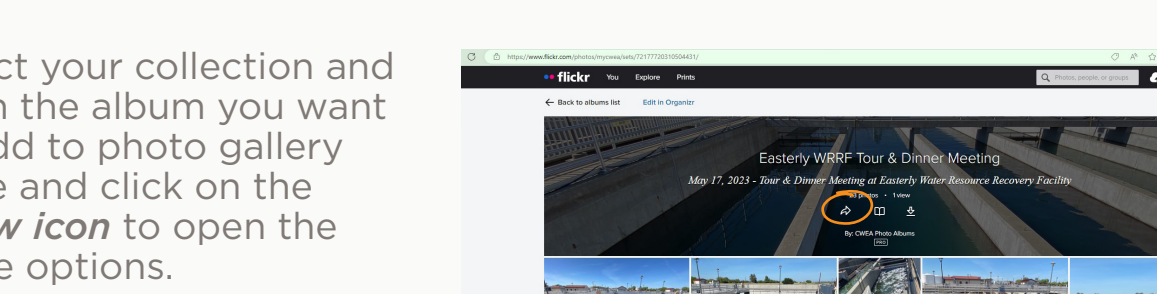 ct your collection and
n the album you want
dd to photo gallery
e and click on the
w icon to open the
e options.
https://www.flickr.com/photos/mycwea/sets/72177720310504431/
flickr You Explore Prints Photos, people, or groups
Back to albums list Edit in Organizr
Easterly WRRF Tour & Dinner Meeting
May 17, 2023 - Tour & Dinner Meeting at Easterly Water Resource Recovery Facility
photos • 1 view
By: CWEA Photo Albums
PRO